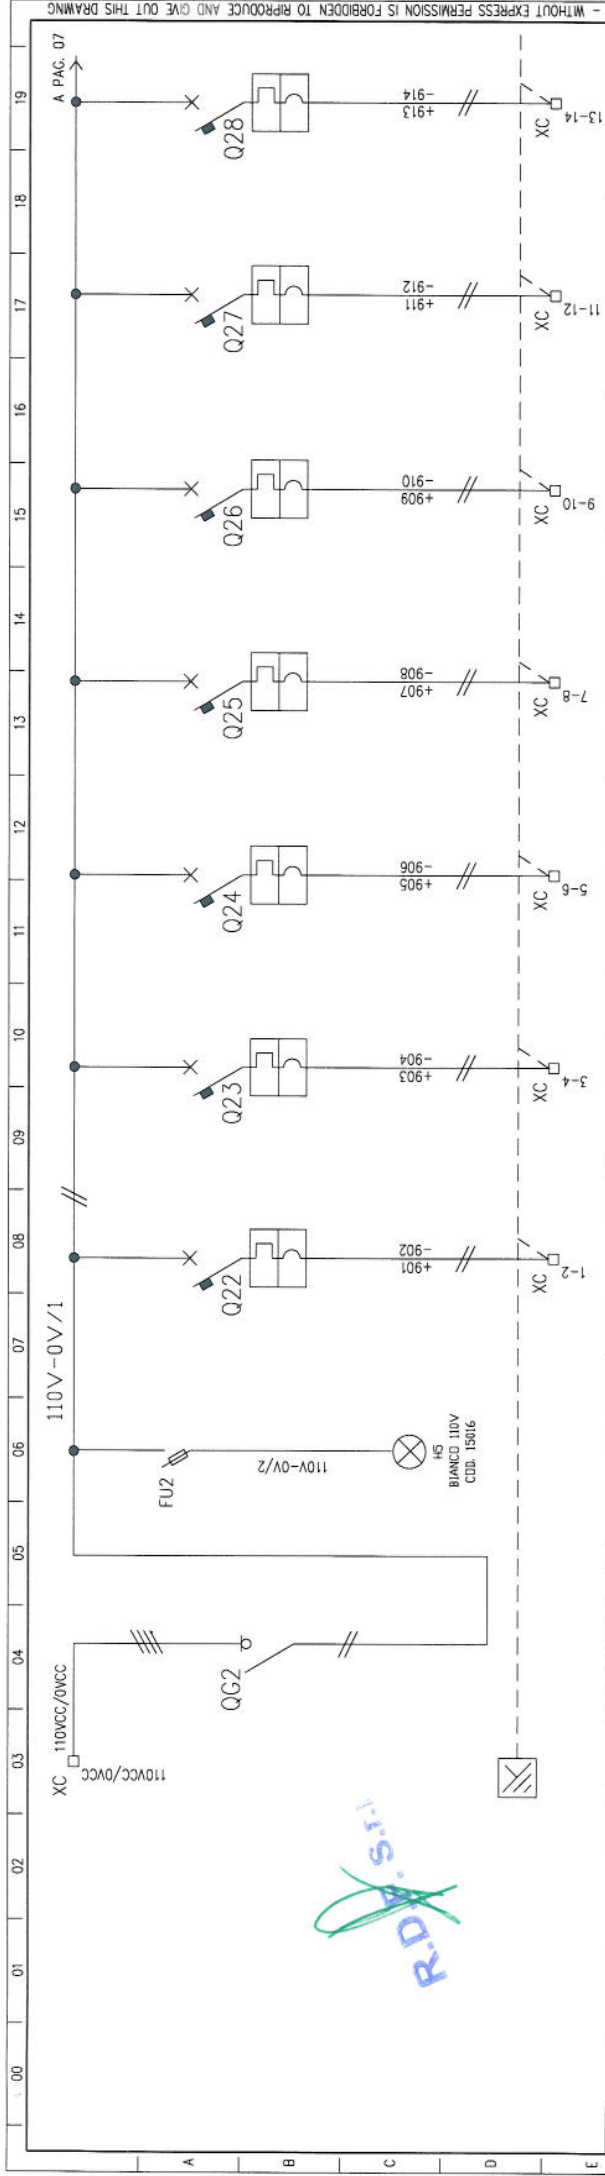 - WITHOUT EXPRESS PERMISSION IS FORBIDDEN TO RIPRODUCE AND GIVE OUT THIS DRAWING
00 01 02 03 04 05 06 07 08 09 10 11 12 13 14 15 16 17 18 19
A
B
C
D
E
XC 110VCC/0VCC
110VCC/0VCC
QG2
110V-0V/1
A PAG. 07
FU2
110V-0V/2
H5
BIANCO 110V
COD. 15016
Q22
+901
-902
XC
1-2
Q23
+903
-904
XC
3-4
Q24
+905
-906
XC
5-6
Q25
+907
-908
XC
7-8
Q26
+909
-910
XC
9-10
Q27
+911
-912
XC
11-12
Q28
+913
-914
XC
13-14